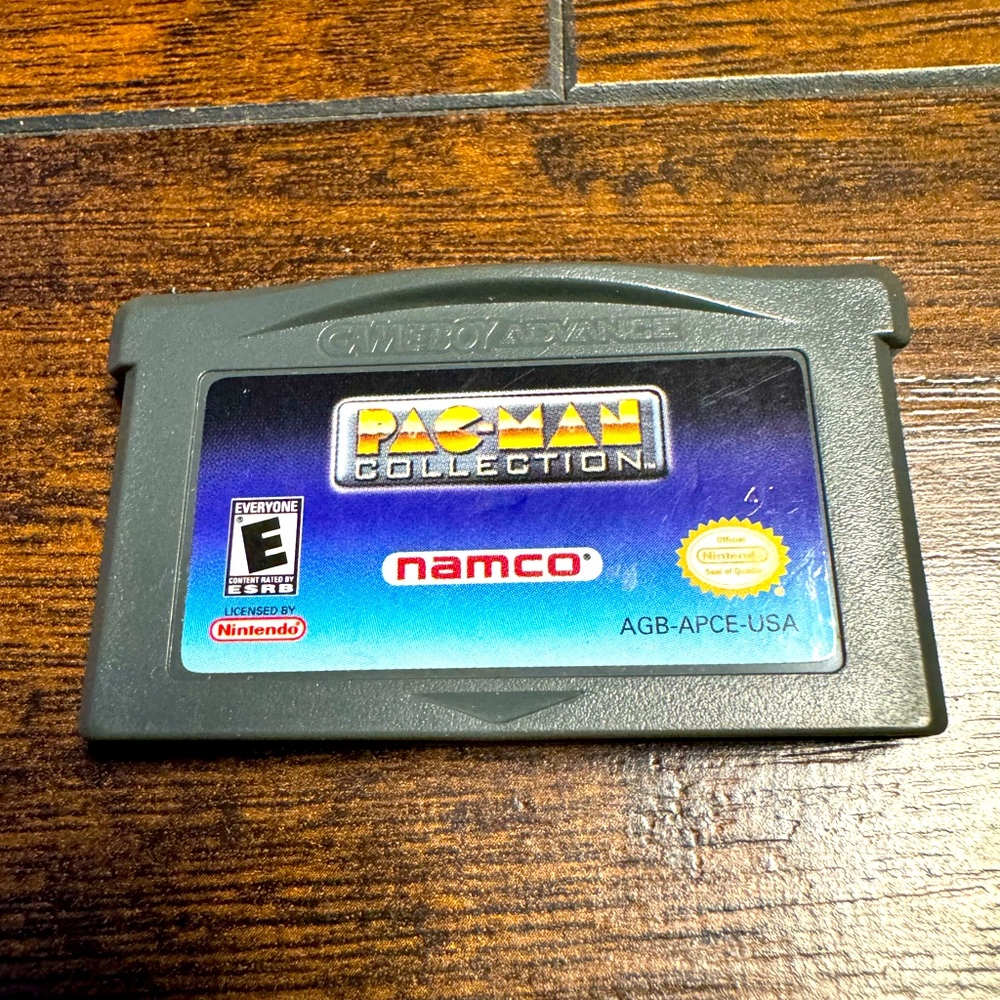 GAME BOY ADVANCE
PAC-MAN
COLLECTION™
EVERYONE
E
®
CONTENT RATED BY
ESRB
LICENSED BY
Nintendo®
namco®
Official
Nintendo
Seal of Quality
®
AGB-APCE-USA